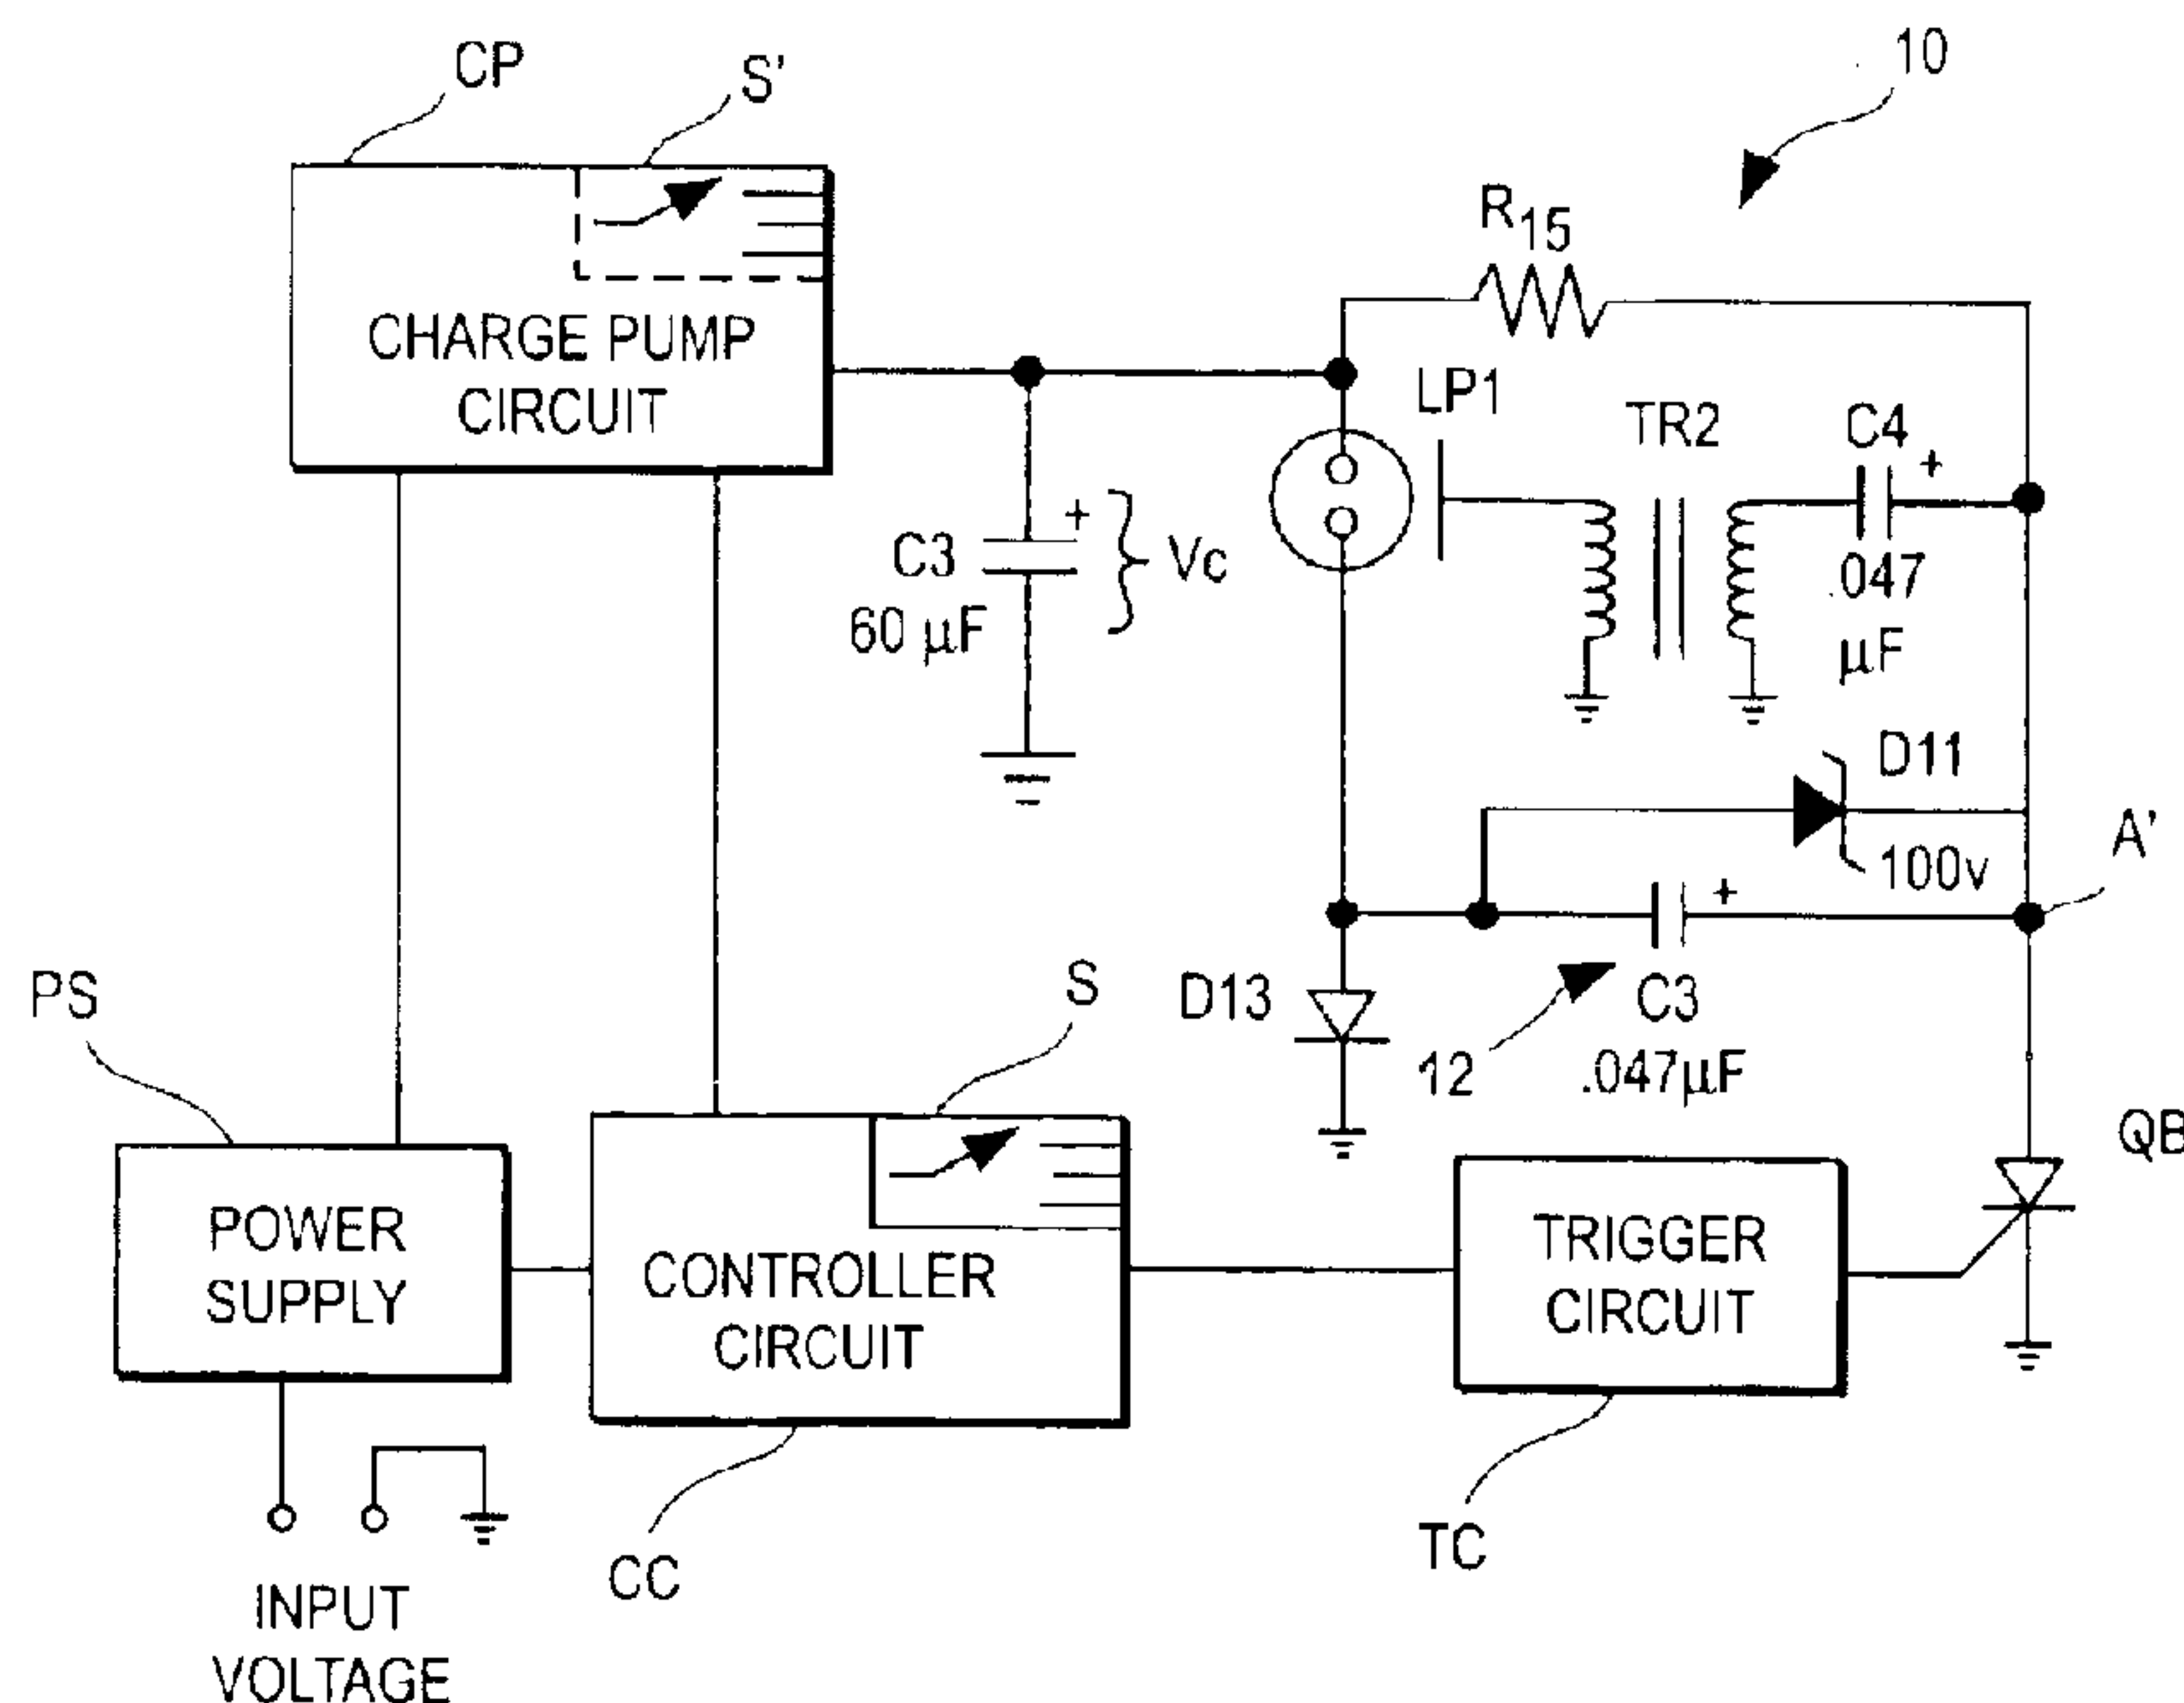 CP
S'
10
CHARGE PUMP
CIRCUIT
R15
LP1
TR2
C4
+
.047
µF
C3
60 µF
+
Vc
D11
100v
A'
+
C3
.047µF
12
D13
PS
S
QB
POWER
SUPPLY
CONTROLLER
CIRCUIT
TRIGGER
CIRCUIT
CC
TC
INPUT
VOLTAGE